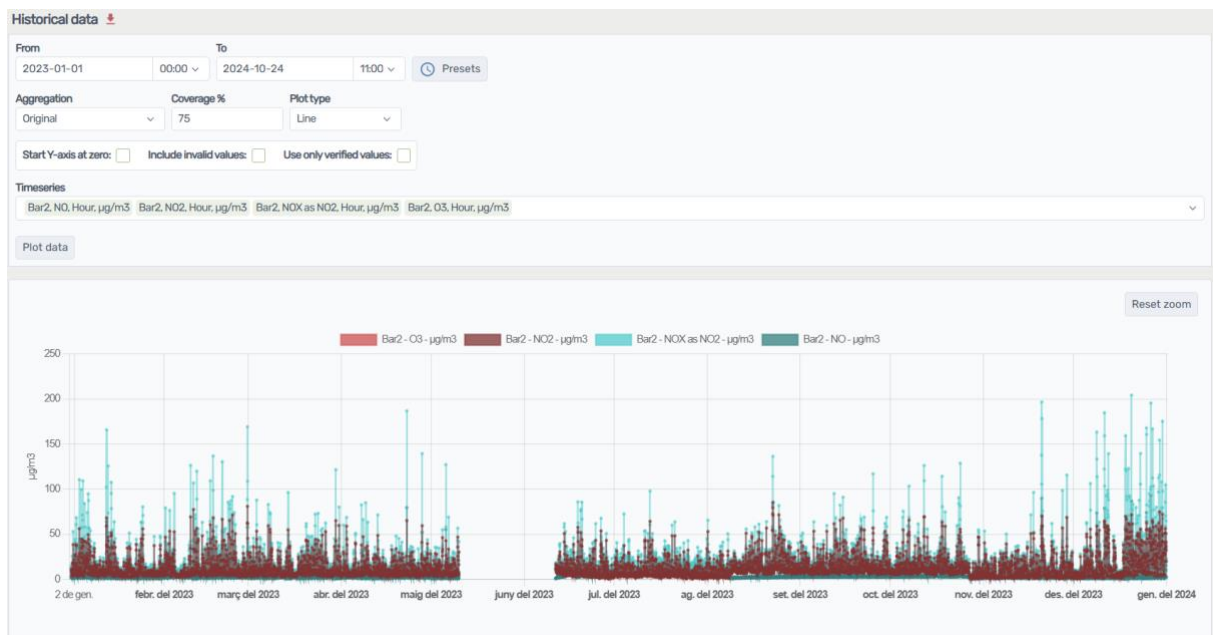 Historical data
From To
2023-01-01 00:00 2024-10-24 11:00 Presets
Aggregation Coverage % Plot type
Original 75 Line
Start Y-axis at zero: Include invalid values: Use only verified values:
Timeseries
Bar2, NO, Hour, µg/m3 Bar2, NO2, Hour, µg/m3 Bar2, NOX as NO2, Hour, µg/m3 Bar2, O3, Hour, µg/m3
Plot data
Reset zoom
Bar2 - O3 - µg/m3 Bar2 - NO2 - µg/m3 Bar2 - NOX as NO2 - µg/m3 Bar2 - NO - µg/m3
250
200
150
µg/m3
100
50
0
2 de gen. febr. del 2023 març del 2023 abr. del 2023 maig del 2023 juny del 2023 jul. del 2023 ag. del 2023 set. del 2023 oct. del 2023 nov. del 2023 des. del 2023 gen. del 2024